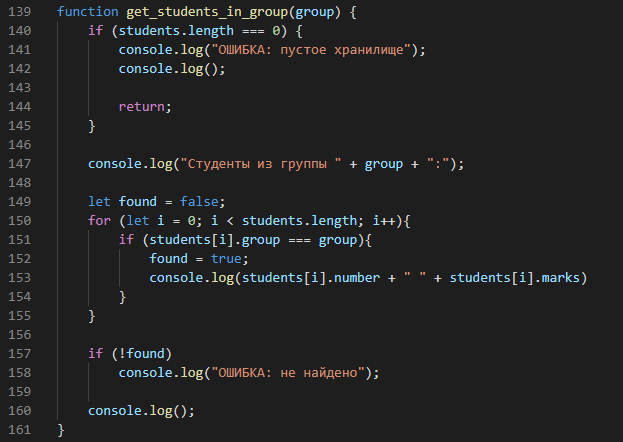 139 function get_students_in_group(group) {
140     if (students.length === 0) {
141         console.log("ОШИБКА: пустое хранилище");
142         console.log();
143
144         return;
145     }
146
147     console.log("Студенты из группы " + group + ":");
148
149     let found = false;
150     for (let i = 0; i < students.length; i++){
151         if (students[i].group === group){
152             found = true;
153             console.log(students[i].number + " " + students[i].marks)
154         }
155     }
156
157     if (!found)
158         console.log("ОШИБКА: не найдено");
159
160     console.log();
161 }